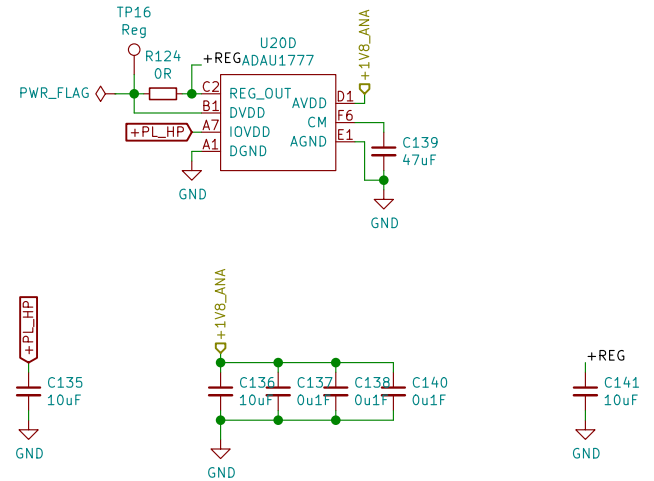 TP16
Reg
R124
0R
+REG
U20D
ADAU1777
+1V8_ANA
PWR_FLAG
C2
REG_OUT
B1
DVDD
A7
IOVDD
A1
DGND
+PL_HP
AVDD
D1
CM
F6
AGND
E1
C139
47uF
GND
GND
+PL_HP
C135
10uF
GND
+1V8_ANA
C136
10uF
C137
0u1F
C138
0u1F
C140
0u1F
GND
+REG
C141
10uF
GND